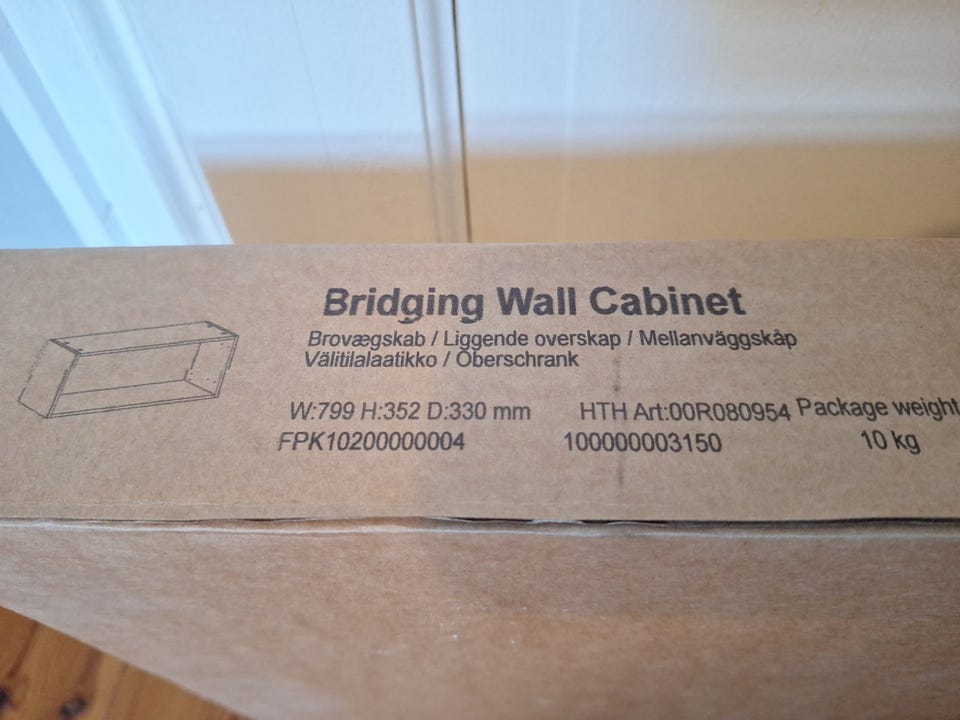 Bridging Wall Cabinet
Brovægskab / Liggende overskap / Mellanväggskåp
Välitilalaatikko / Oberschrank
W:799 H:352 D:330 mm HTH Art:00R080954 Package weight
FPK10200000004 100000003150 10 kg